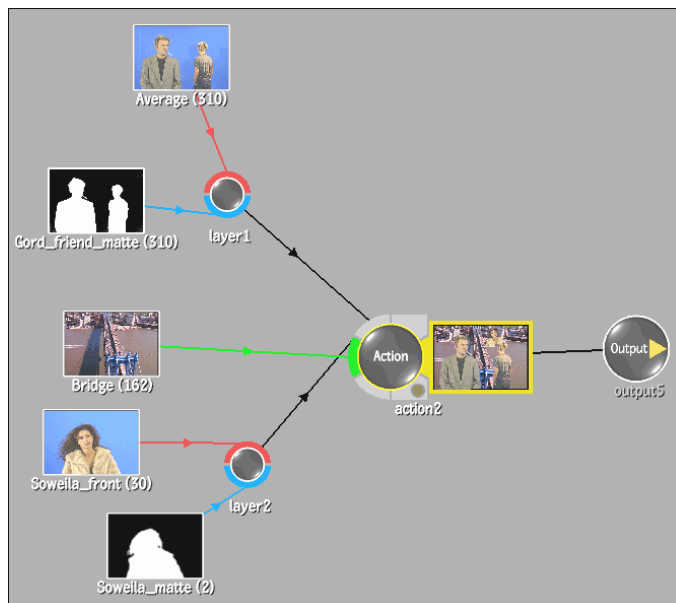 Average (310)
Gord_friend_matte (310)
layer1
Bridge (162)
Action
action2
Output
output5
Soweila_front (30)
layer2
Soweila_matte (2)